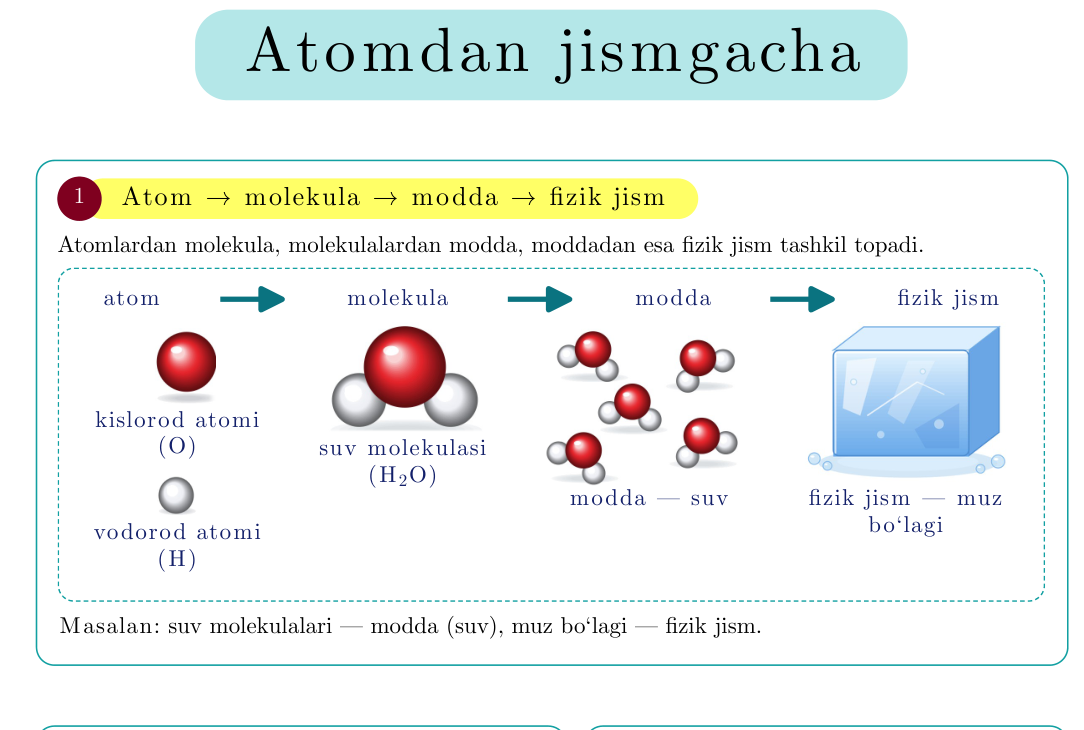 Atomdan jismgacha
1 Atom → molekula → modda → fizik jism
Atomlardan molekula, molekulalardan modda, moddadan esa fizik jism tashkil topadi.
atom molekula modda fizik jism
kislorod atomi
(O)
vodorod atomi
(H)
suv molekulasi
(H₂O)
modda — suv
fizik jism — muz
bo‘lagi
Masalan: suv molekulalari — modda (suv), muz bo‘lagi — fizik jism.